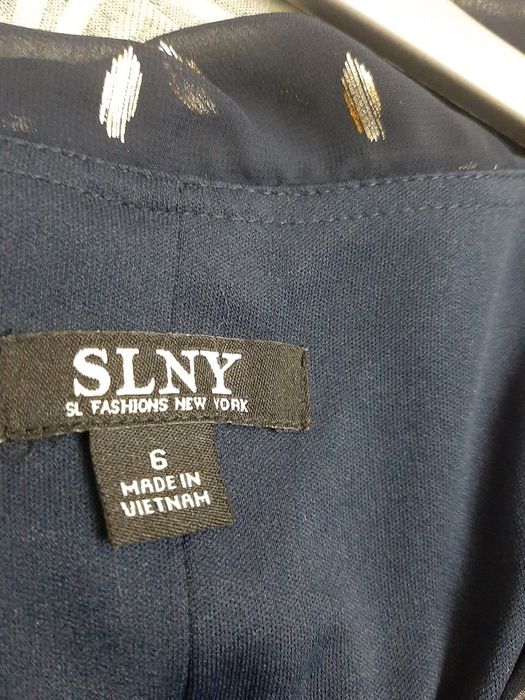 SLNY
SL FASHIONS NEW YORK
6
MADE IN
VIETNAM